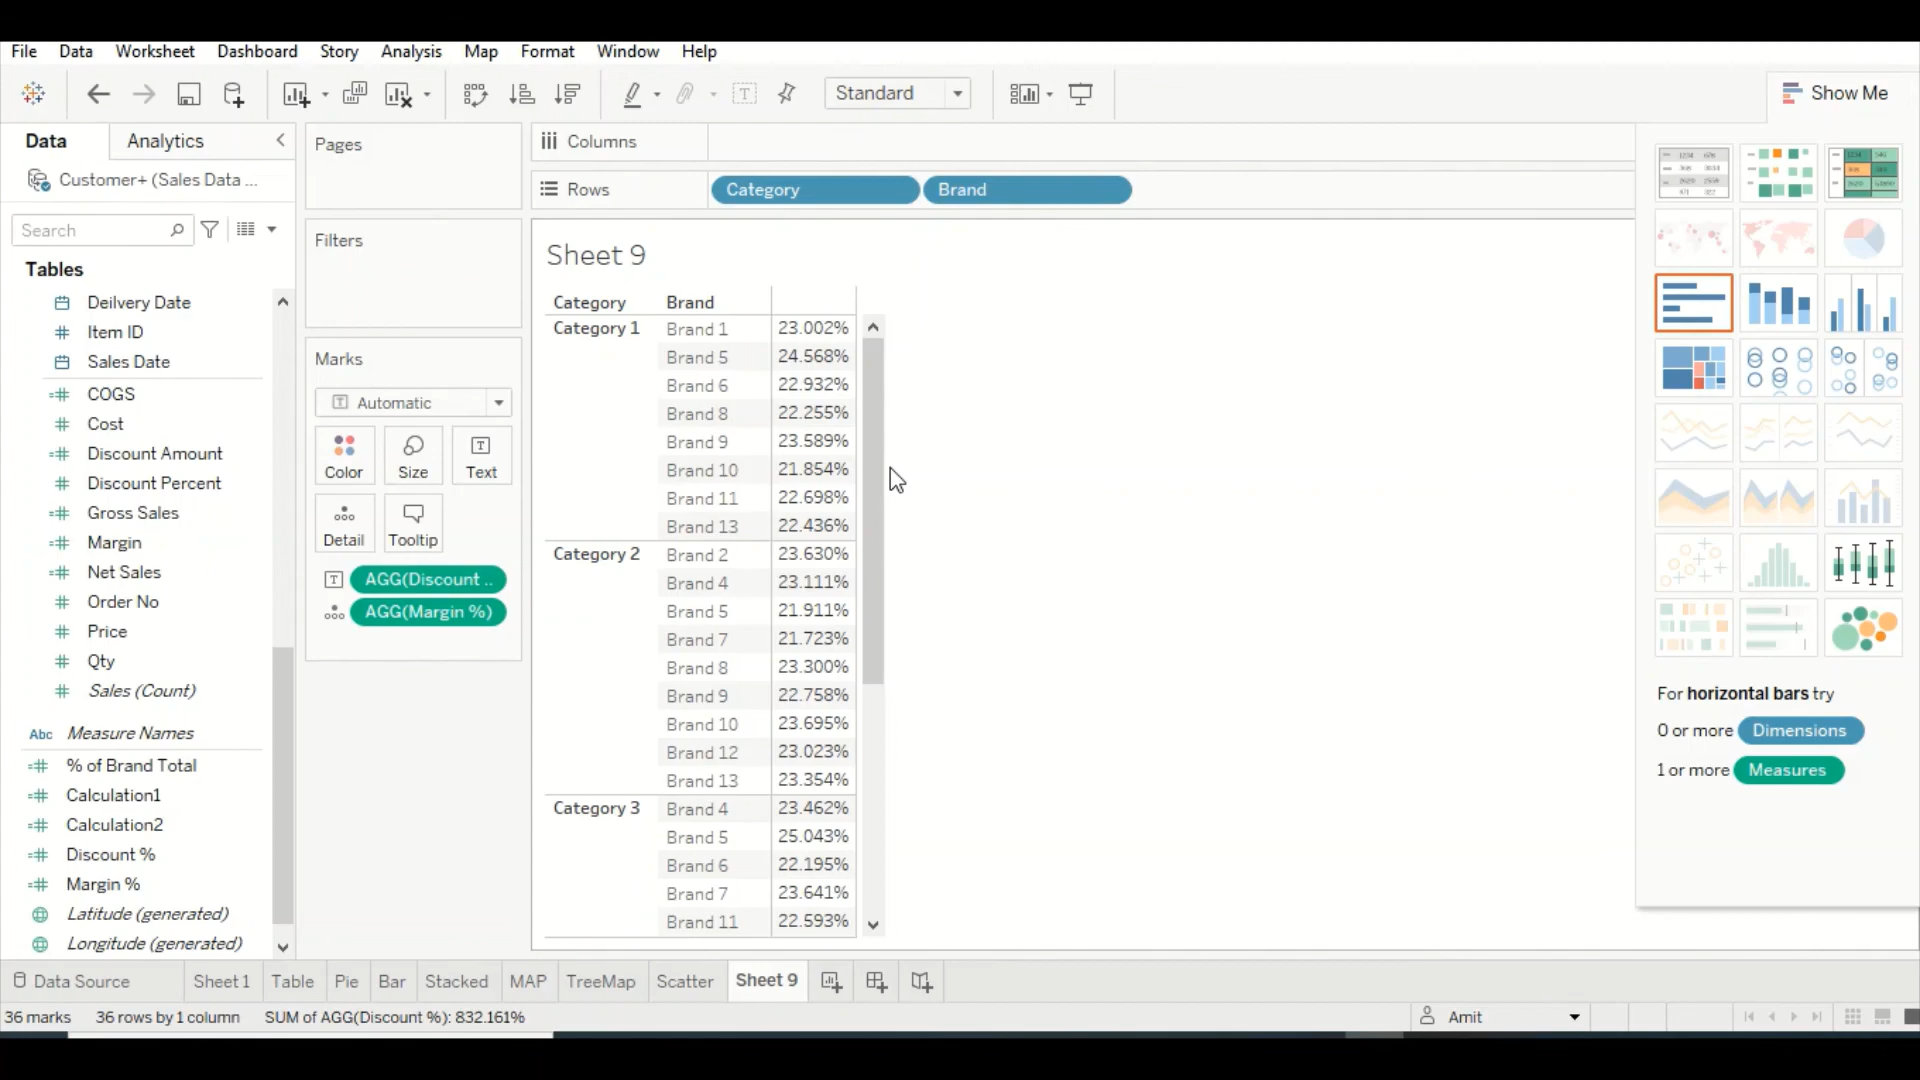 File Data Worksheet Dashboard Story Analysis Map Format Window Help
Standard
Show Me
Data Analytics
Customer+ (Sales Data ...
Search
Tables
Deilvery Date
Item ID
Sales Date
COGS
Cost
Discount Amount
Discount Percent
Gross Sales
Margin
Net Sales
Order No
Price
Qty
Sales (Count)
Abc Measure Names
% of Brand Total
Calculation1
Calculation2
Discount %
Margin %
Latitude (generated)
Longitude (generated)
Pages
Filters
Marks
Automatic
Color Size Text
Detail Tooltip
AGG(Discount ..
AGG(Margin %)
Columns
Rows Category Brand
Sheet 9
Category Brand
Category 1 Brand 1 23.002%
Brand 5 24.568%
Brand 6 22.932%
Brand 8 22.255%
Brand 9 23.589%
Brand 10 21.854%
Brand 11 22.698%
Brand 13 22.436%
Category 2 Brand 2 23.630%
Brand 4 23.111%
Brand 5 21.911%
Brand 7 21.723%
Brand 8 23.300%
Brand 9 22.758%
Brand 10 23.695%
Brand 12 23.023%
Brand 13 23.354%
Category 3 Brand 4 23.462%
Brand 5 25.043%
Brand 6 22.195%
Brand 7 23.641%
Brand 11 22.593%
For horizontal bars try
0 or more Dimensions
1 or more Measures
Data Source Sheet 1 Table Pie Bar Stacked MAP TreeMap Scatter Sheet 9
36 marks 36 rows by 1 column SUM of AGG(Discount %): 832.161% Amit